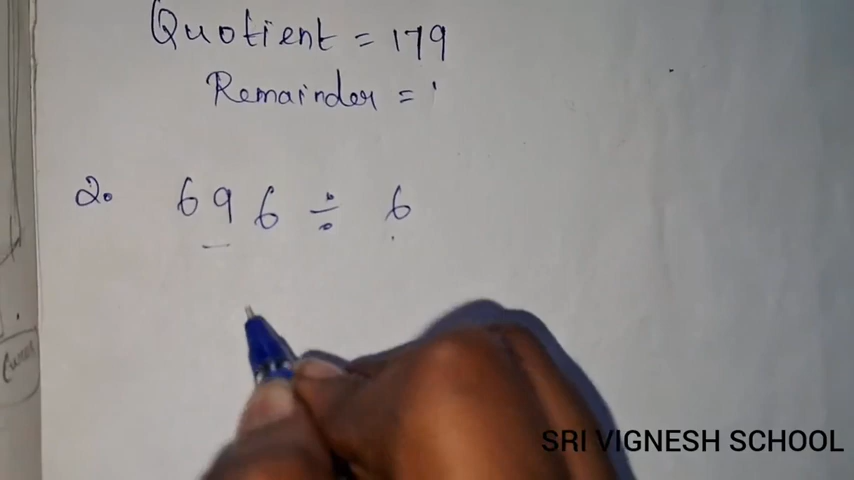 Quotient = 179
Remainder = 1
2. 696 ÷ 6
SRI VIGNESH SCHOOL